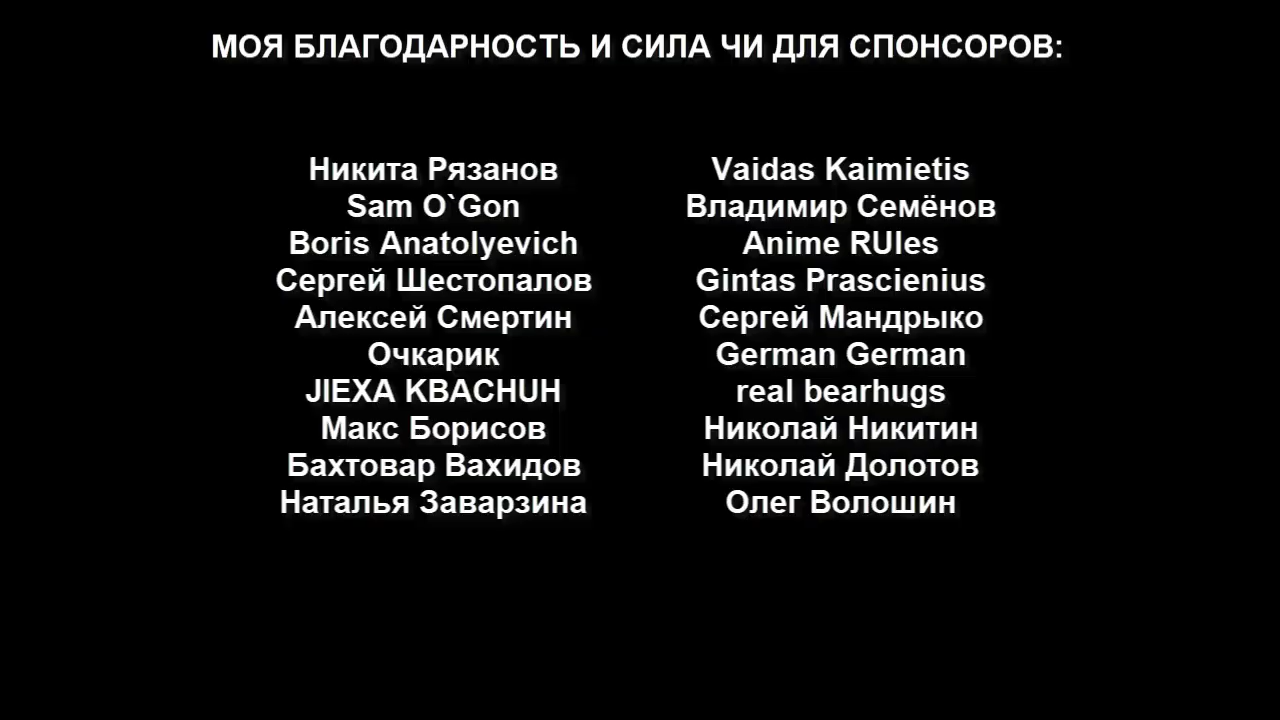 МОЯ БЛАГОДАРНОСТЬ И СИЛА ЧИ ДЛЯ СПОНСОРОВ:
Никита Рязанов
Sam O`Gon
Boris Anatolyevich
Сергей Шестопалов
Алексей Смертин
Очкарик
JIEXA KBACHUH
Макс Борисов
Бахтовар Вахидов
Наталья Заварзина
Vaidas Kaimietis
Владимир Семёнов
Anime RUles
Gintas Prascienius
Сергей Мандрыко
German German
real bearhugs
Николай Никитин
Николай Долотов
Олег Волошин